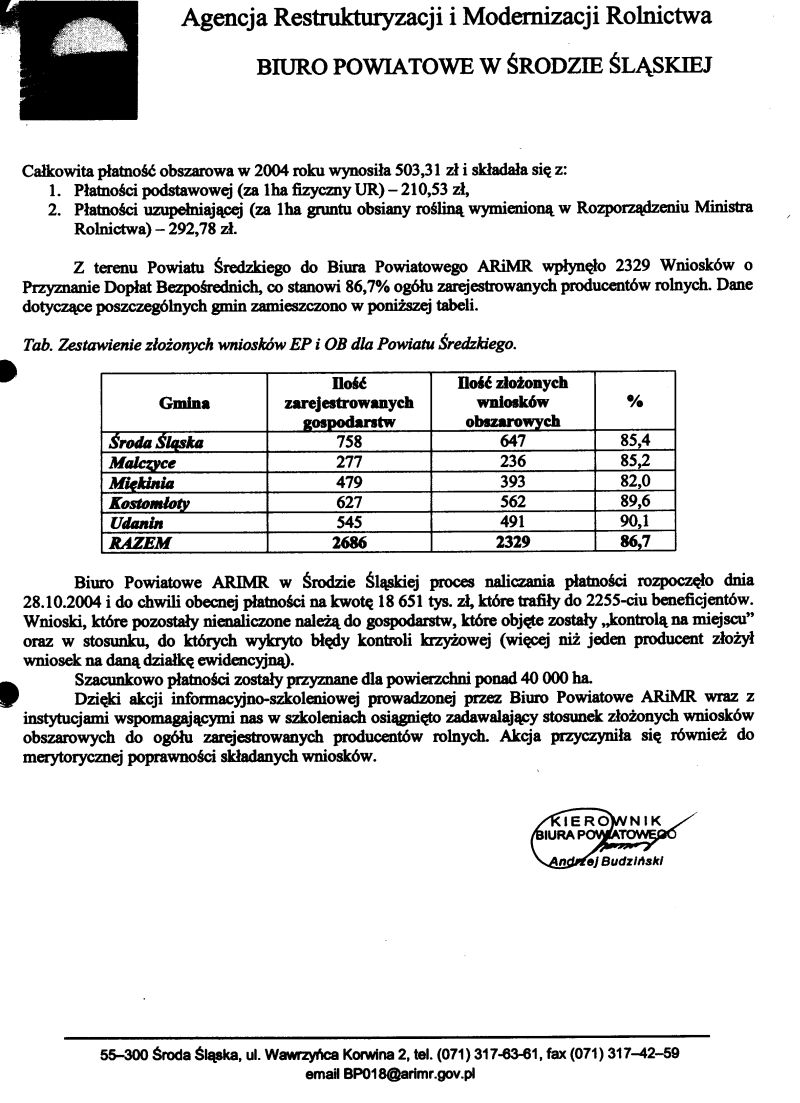 Agencja Restrukturyzacji i Modernizacji Rolnictwa
BIURO POWIATOWE W ŚRODZIE ŚLĄSKIEJ
Całkowita płatność obszarowa w 2004 roku wynosiła 503,31 zł i składała się z:
1. Płatności podstawowej (za 1ha fizyczny UR) – 210,53 zł,
2. Płatności uzupełniającej (za 1ha gruntu obsiany rośliną wymienioną w Rozporządzeniu Ministra
Rolnictwa) – 292,78 zł.
Z terenu Powiatu Średzkiego do Biura Powiatowego ARiMR wpłynęło 2329 Wniosków o
Przyznanie Dopłat Bezpośrednich, co stanowi 86,7% ogółu zarejestrowanych producentów rolnych. Dane
dotyczące poszczególnych gmin zamieszczono w poniższej tabeli.
Tab. Zestawienie złożonych wniosków EP i OB dla Powiatu Średzkiego.
Gmina Ilość zarejestrowanych gospodarstw Ilość złożonych wniosków obszarowych %
Środa Śląska 758 647 85,4
Malczyce 277 236 85,2
Miękinia 479 393 82,0
Kostomłoty 627 562 89,6
Udanin 545 491 90,1
RAZEM 2686 2329 86,7
Biuro Powiatowe ARIMR w Środzie Śląskiej proces naliczania płatności rozpoczęło dnia
28.10.2004 i do chwili obecnej płatności na kwotę 18 651 tys. zł, które trafiły do 2255-ciu beneficjentów.
Wnioski, które pozostały nienaliczone należą do gospodarstw, które objęte zostały „kontrolą na miejscu”
oraz w stosunku, do których wykryto błędy kontroli krzyżowej (więcej niż jeden producent złożył
wniosek na daną działkę ewidencyjną).
Szacunkowo płatności zostały przyznane dla powierzchni ponad 40 000 ha.
Dzięki akcji informacyjno-szkoleniowej prowadzonej przez Biuro Powiatowe ARiMR wraz z
instytucjami wspomagającymi nas w szkoleniach osiągnięto zadawalający stosunek złożonych wniosków
obszarowych do ogółu zarejestrowanych producentów rolnych. Akcja przyczyniła się również do
merytorycznej poprawności składanych wniosków.
KIEROWNIK
BIURA POWIATOWEGO
Andrzej Budziński
55–300 Środa Śląska, ul. Wawrzyńca Korwina 2, tel. (071) 317-63-61, fax (071) 317–42–59
email BP018@arimr.gov.pl